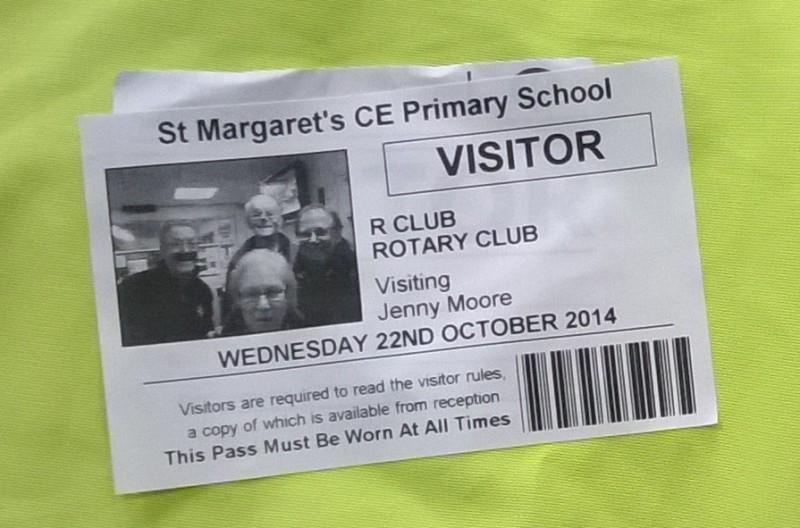 St Margaret's CE Primary School
VISITOR
R CLUB
ROTARY CLUB
Visiting
Jenny Moore
WEDNESDAY 22ND OCTOBER 2014
Visitors are required to read the visitor rules,
a copy of which is available from reception
This Pass Must Be Worn At All Times